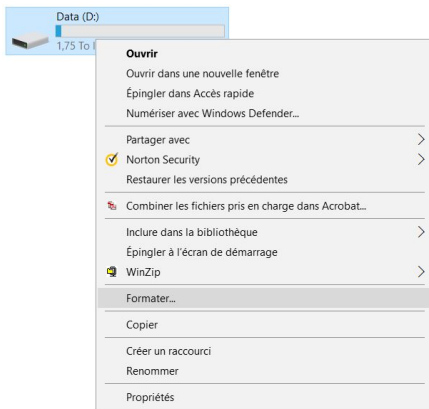 Data (D:)
1,75 To l
Ouvrir
Ouvrir dans une nouvelle fenêtre
Épingler dans Accès rapide
Numériser avec Windows Defender...
Partager avec
Norton Security
Restaurer les versions précédentes
Combiner les fichiers pris en charge dans Acrobat...
Inclure dans la bibliothèque
Épingler à l'écran de démarrage
WinZip
Formater...
Copier
Créer un raccourci
Renommer
Propriétés